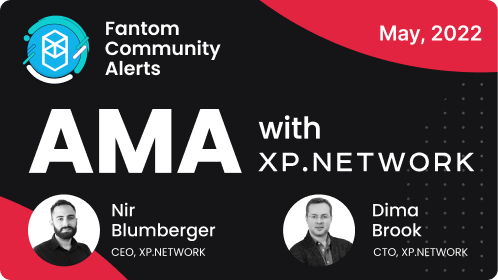 Fantom
Community
Alerts
May, 2022
AMA with
XP.NETWORK
Nir
Blumberger
CEO, XP.NETWORK
Dima
Brook
CTO, XP.NETWORK